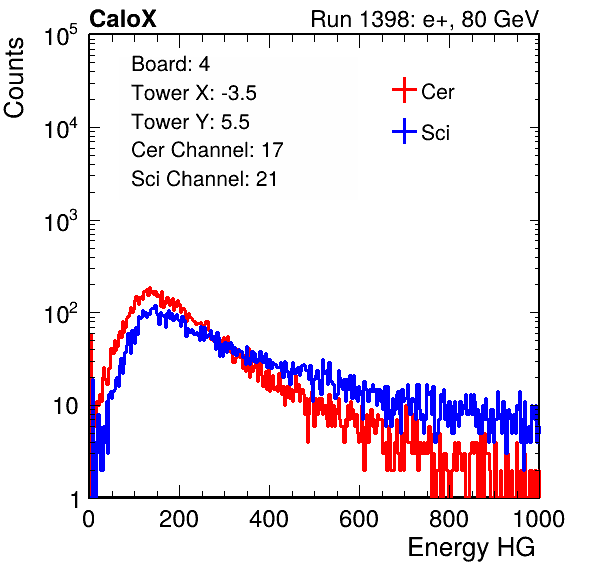 CaloX Run 1398: e+, 80 GeV
Counts
Board: 4
Tower X: -3.5
Tower Y: 5.5
Cer Channel: 17
Sci Channel: 21
Cer
Sci
10^5
10^4
10^3
10^2
10
1
0 200 400 600 800 1000
Energy HG